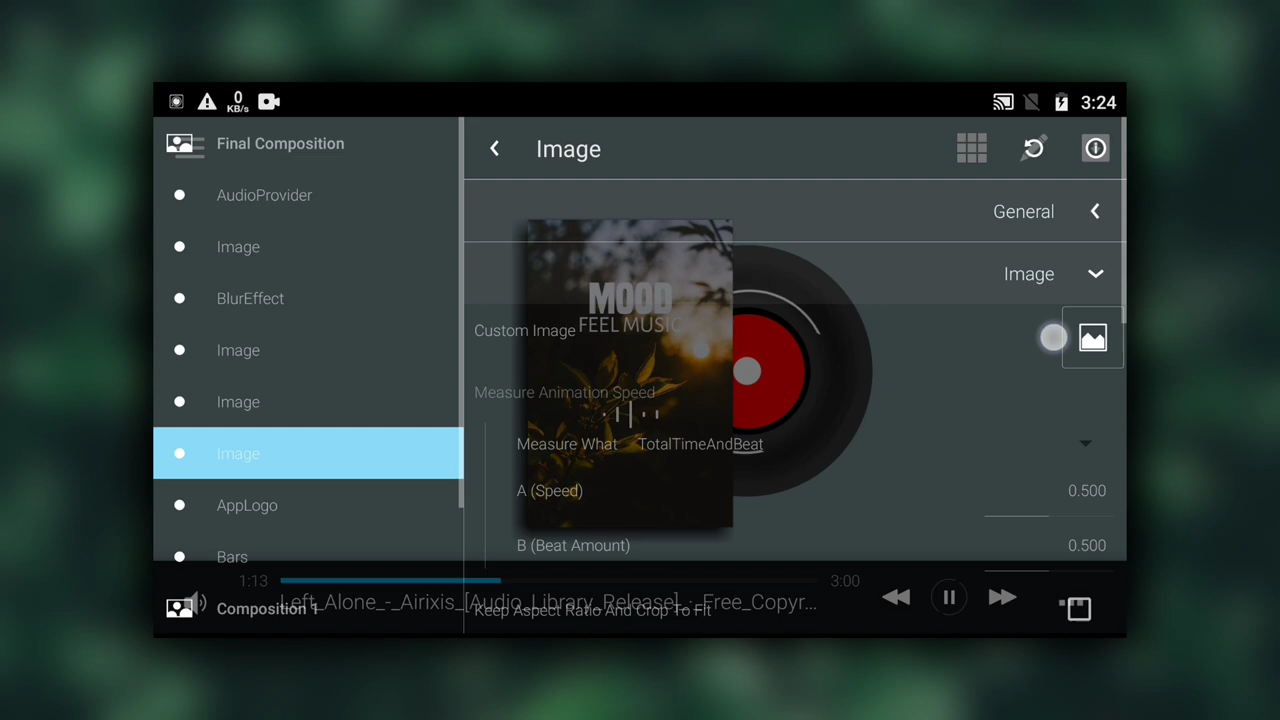 0
KB/s
3:24
Final Composition
AudioProvider
Image
BlurEffect
Image
Image
Image
AppLogo
Bars
Composition 1
Image
General
Image
MOOD
FEEL MUSIC
Custom Image
Measure Animation Speed
Measure What TotalTimeAndBeat
A (Speed) 0.500
B (Beat Amount) 0.500
1:13 3:00
Left_Alone_-_Airixis_[Audio_Library_Release]_·_Free_Copyr...
Keep Aspect Ratio And Crop To Fit